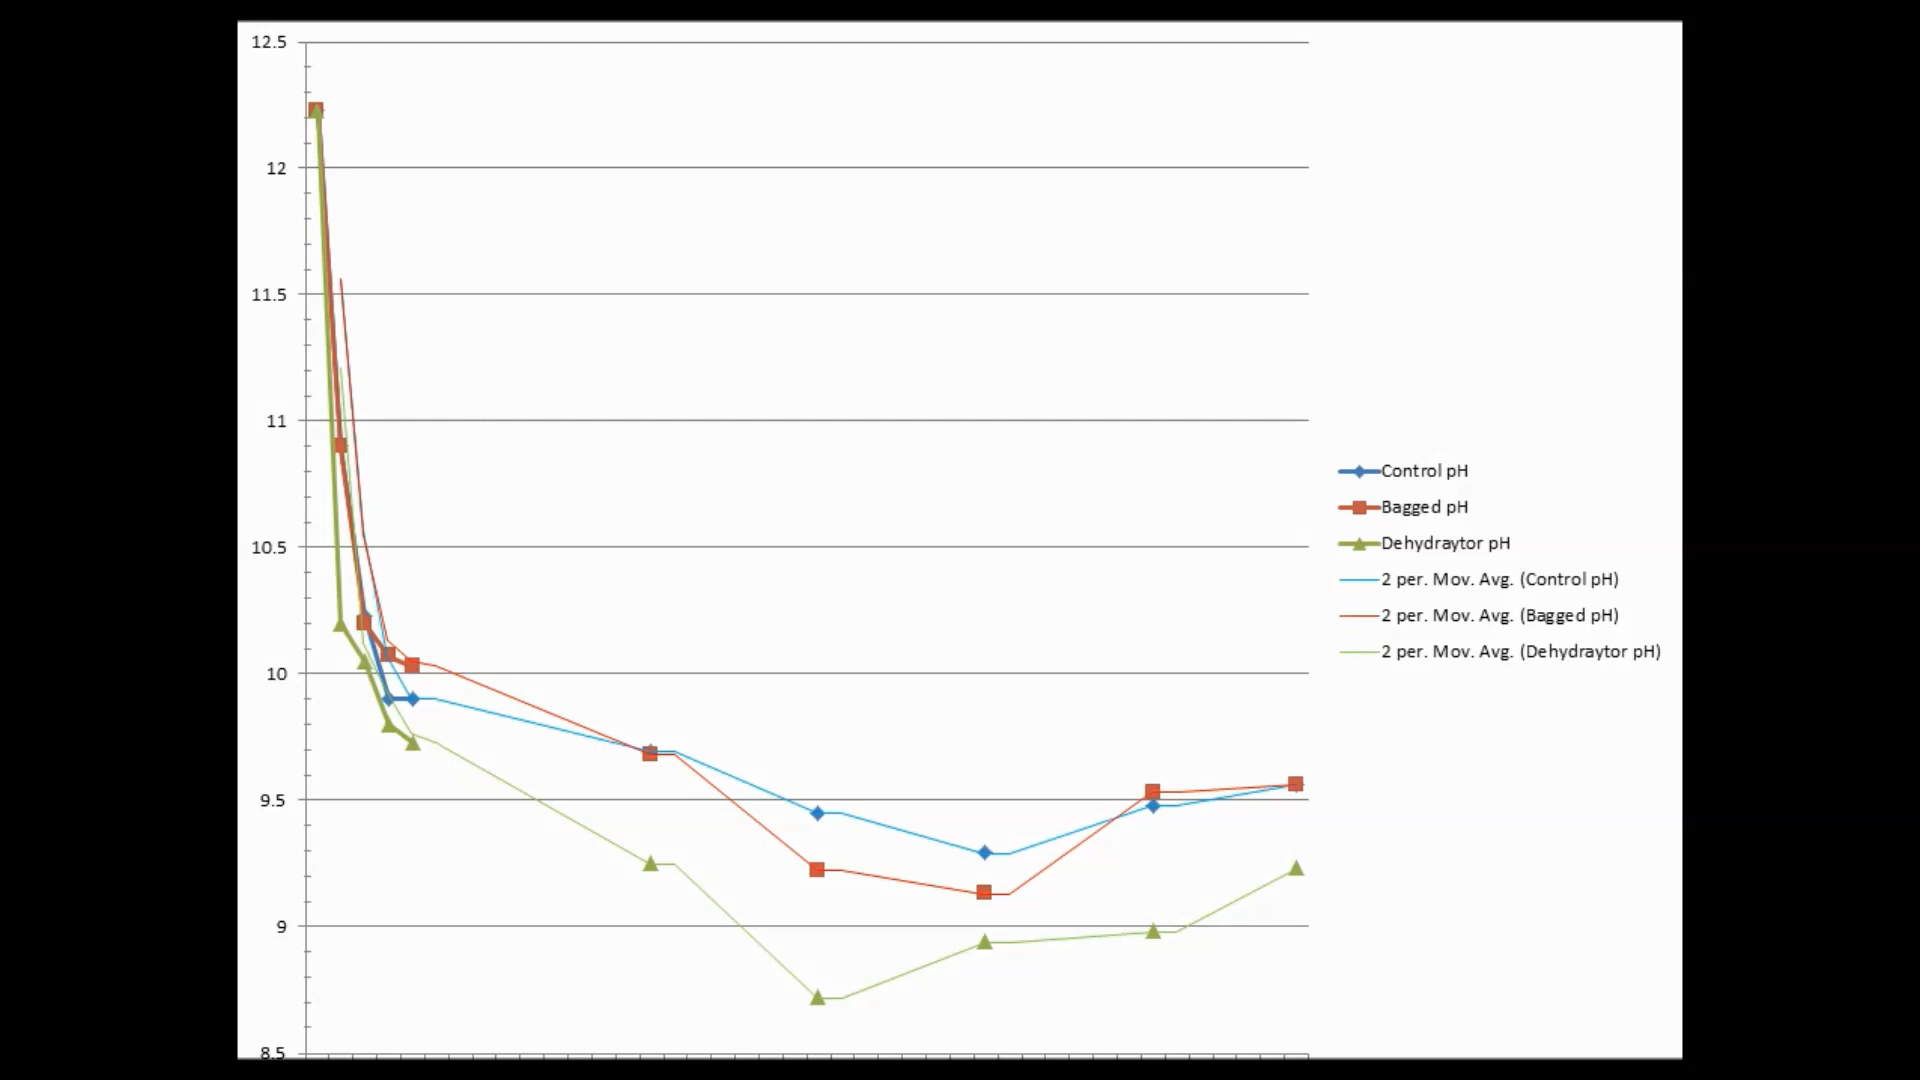 12.5
12
11.5
11
10.5
10
9.5
9
8.5
Control pH
Bagged pH
Dehydraytor pH
2 per. Mov. Avg. (Control pH)
2 per. Mov. Avg. (Bagged pH)
2 per. Mov. Avg. (Dehydraytor pH)